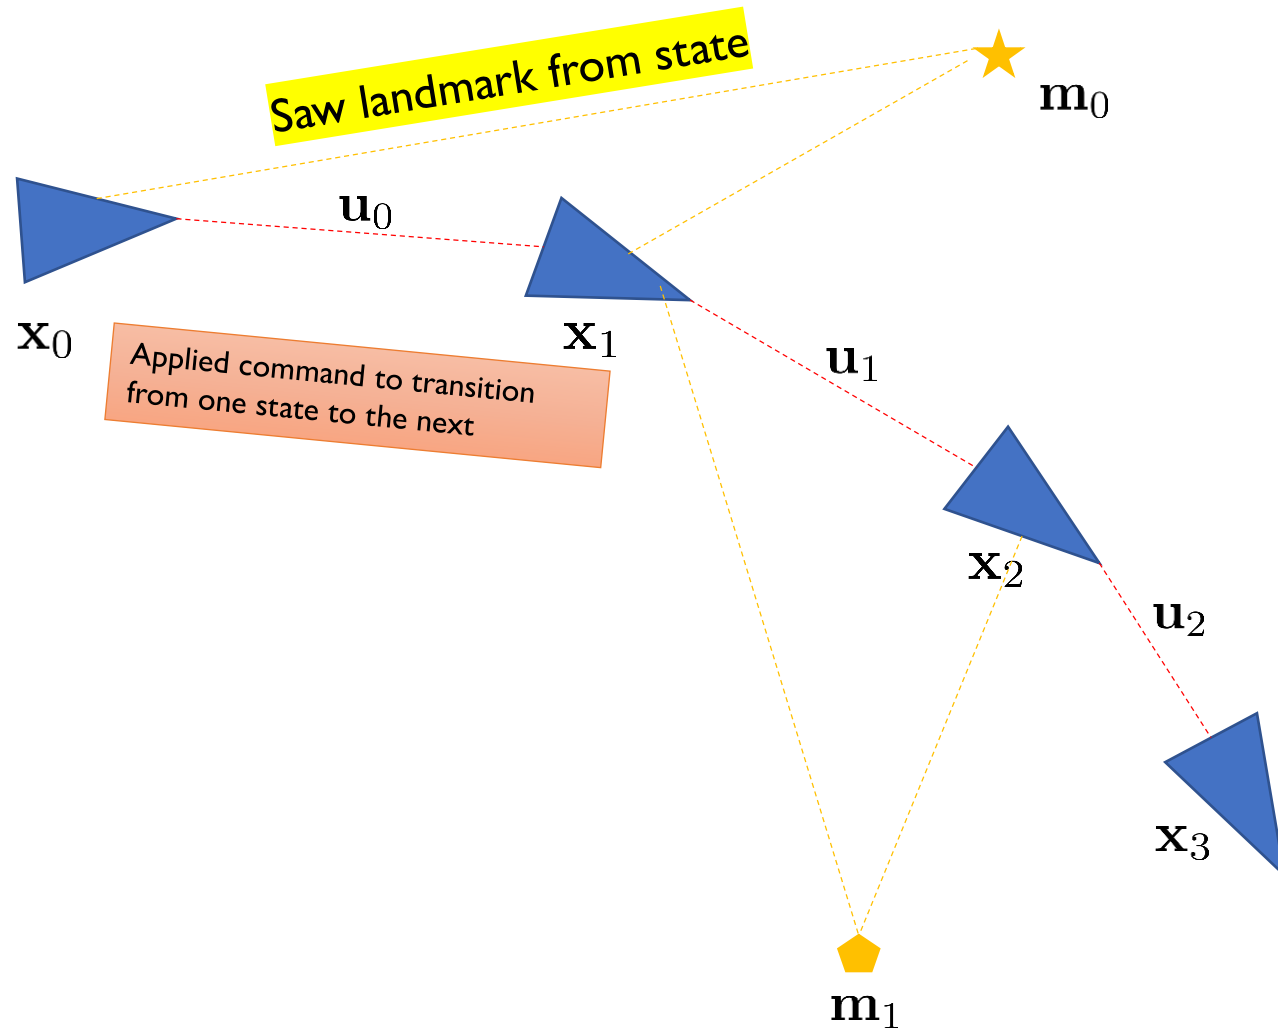 Saw landmark from state
m₀
u₀
x₀
x₁
Applied command to transition
from one state to the next
u₁
x₂
u₂
x₃
m₁